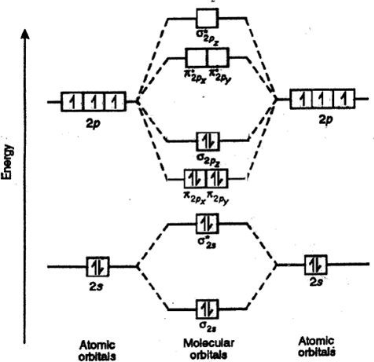 σ*2pz
π*2px π*2py
2p
2p
σ2pz
π2px π2py
σ*2s
2s
2s
σ2s
Energy
Atomic orbitals
Molecular orbitals
Atomic orbitals